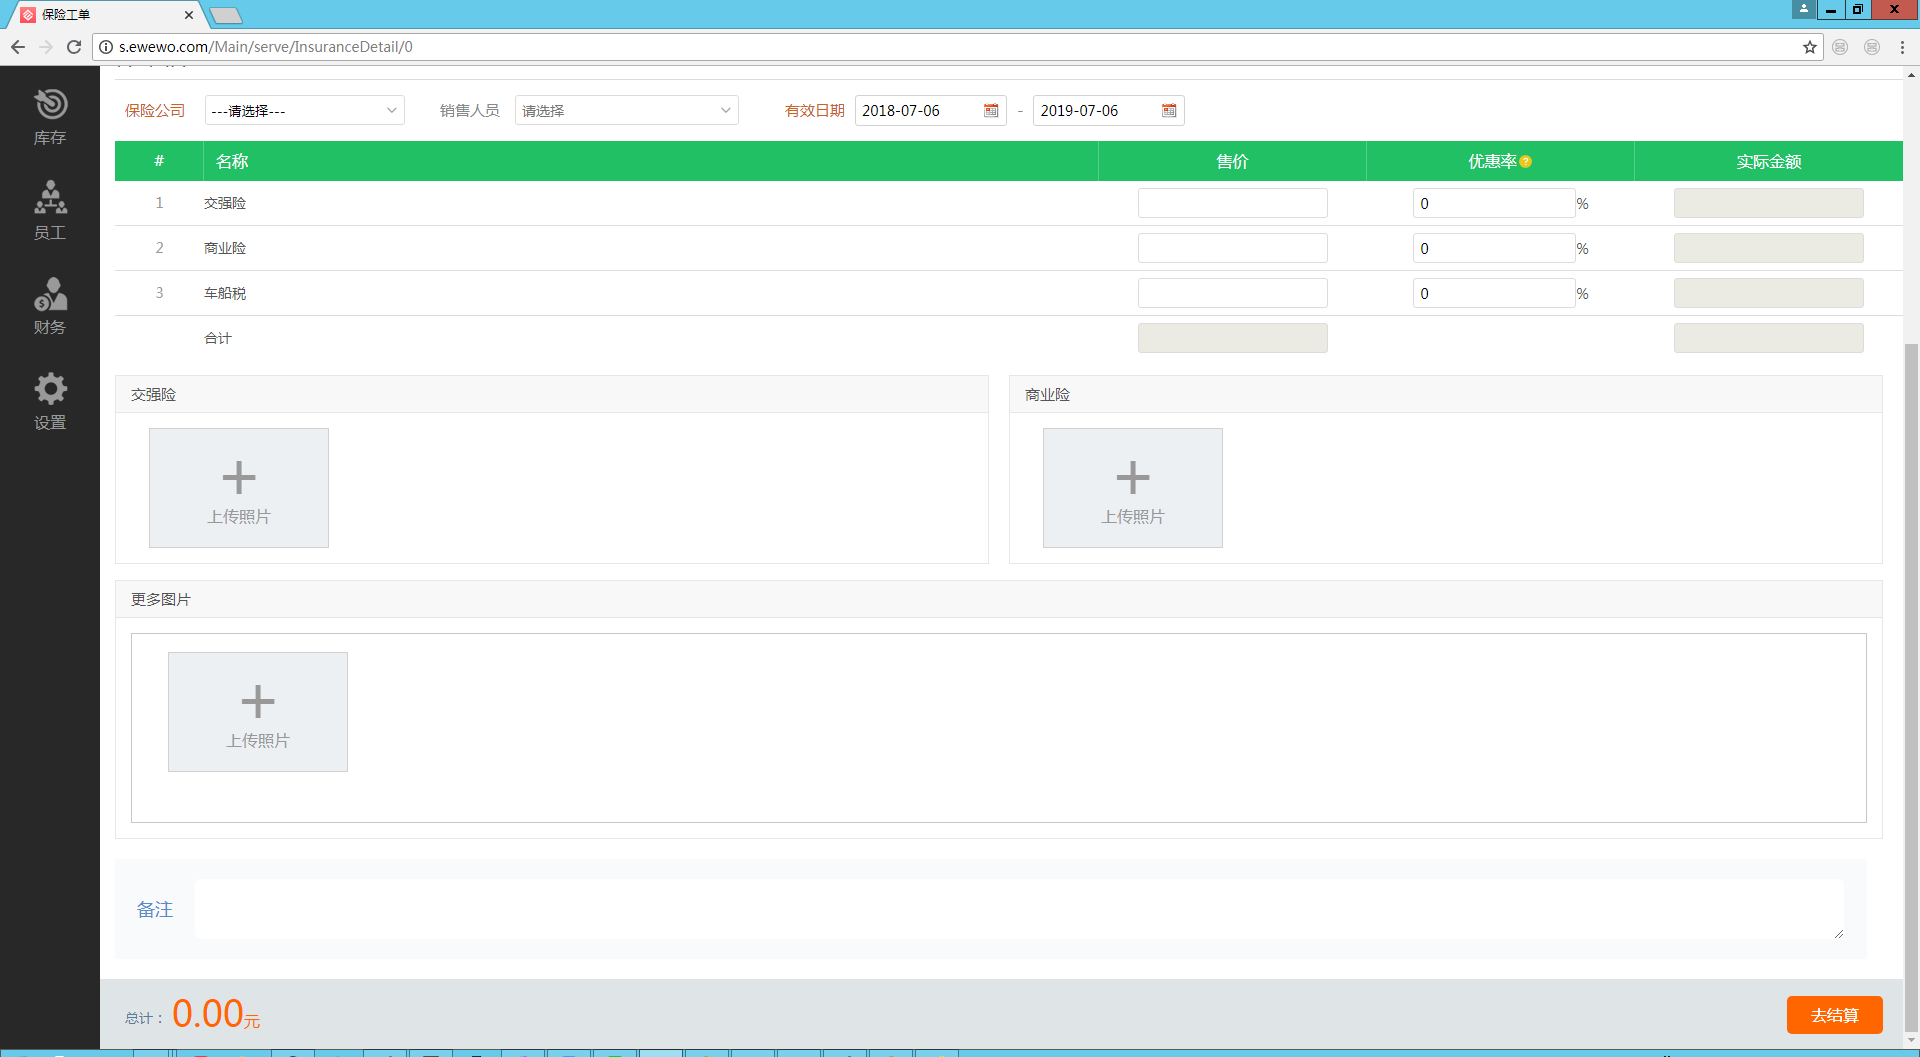 保险工单
s.ewewo.com/Main/serve/InsuranceDetail/0
库存
员工
财务
设置
保险公司 ---请选择--- 销售人员 请选择 有效日期 2018-07-06 - 2019-07-06
# 名称 售价 优惠率 ? 实际金额
1 交强险 0 %
2 商业险 0 %
3 车船税 0 %
合计
交强险 商业险
上传照片 上传照片
更多图片
上传照片
备注
总计： 0.00元 去结算